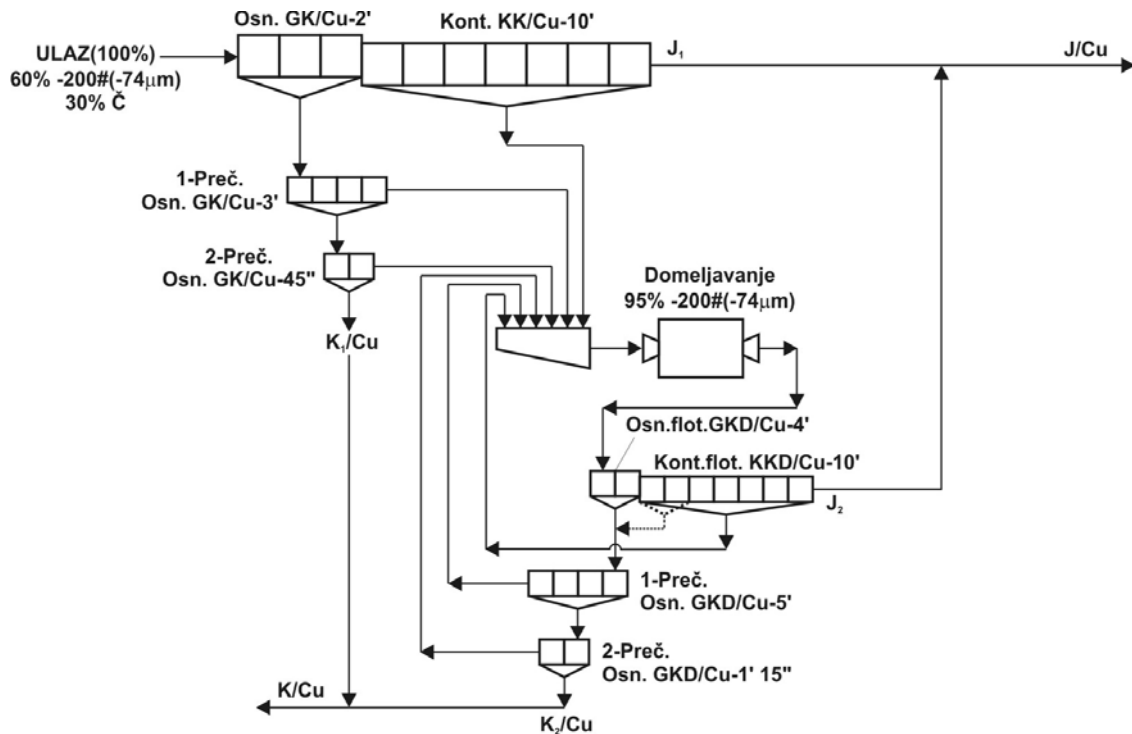 Osn. GK/Cu-2'
Kont. KK/Cu-10'
ULAZ(100%)
60% -200#(-74μm)
30% Č
J₁
J/Cu
1-Preč.
Osn. GK/Cu-3'
2-Preč.
Osn. GK/Cu-45"
K₁/Cu
Domeljavanje
95% -200#(-74μm)
Osn.flot.GKD/Cu-4'
Kont.flot. KKD/Cu-10'
J₂
1-Preč.
Osn. GKD/Cu-5'
2-Preč.
Osn. GKD/Cu-1' 15"
K/Cu
K₂/Cu